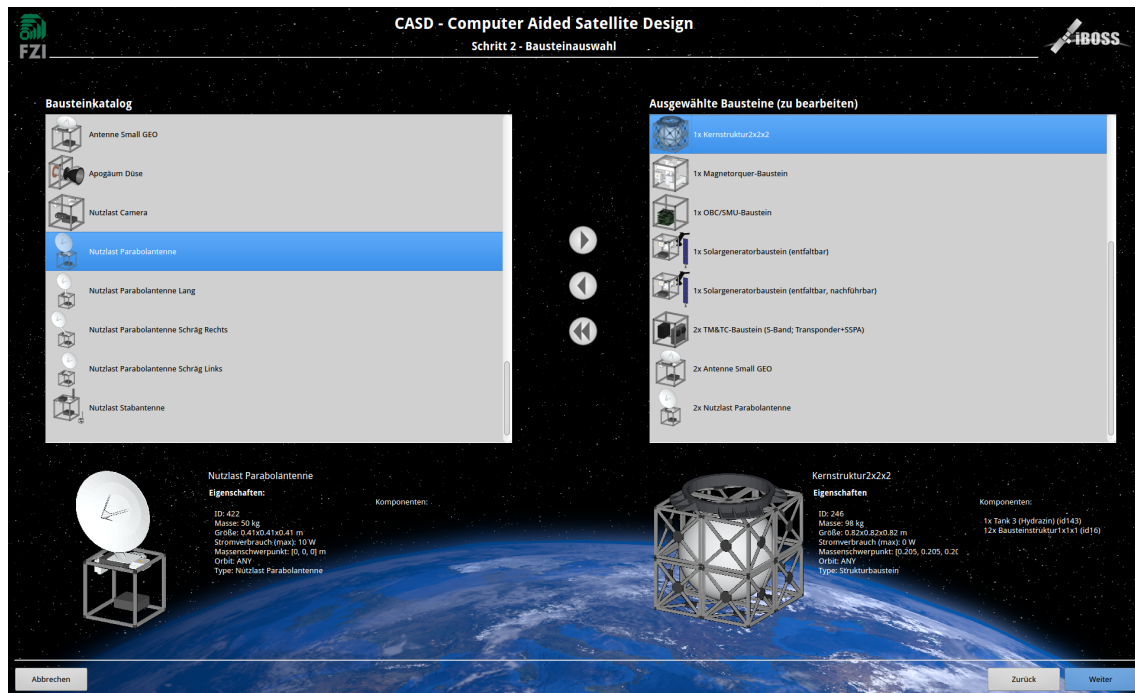 CASD - Computer Aided Satellite Design
Schritt 2 - Bausteinauswahl
FZI
iBOSS
Bausteinkatalog
Antenne Small GEO
Apogäum Düse
Nutzlast Camera
Nutzlast Parabolantenne
Nutzlast Parabolantenne Lang
Nutzlast Parabolantenne Schräg Rechts
Nutzlast Parabolantenne Schräg Links
Nutzlast Stabantenne
Ausgewählte Bausteine (zu bearbeiten)
1x Kernstruktur2x2x2
1x Magnetorquer-Baustein
1x OBC/SMU-Baustein
1x Solargeneratorbaustein (entfaltbar)
1x Solargeneratorbaustein (entfaltbar, nachführbar)
2x TM&TC-Baustein (S-Band; Transponder+SSPA)
2x Antenne Small GEO
2x Nutzlast Parabolantenne
Nutzlast Parabolantenne
Eigenschaften:
ID: 422
Masse: 50 kg
Größe: 0.41x0.41x0.41 m
Stromverbrauch (max): 10 W
Massenschwerpunkt: [0, 0, 0] m
Orbit: ANY
Type: Nutzlast Parabolantenne
Komponenten:
Kernstruktur2x2x2
Eigenschaften
ID: 246
Masse: 98 kg
Größe: 0.82x0.82x0.82 m
Stromverbrauch (max): 0 W
Massenschwerpunkt: [0.205, 0.205, 0.20
Orbit: ANY
Type: Strukturbaustein
Komponenten:
1x Tank 3 (Hydrazin) (id143)
12x Bausteinstruktur1x1x1 (id16)
Abbrechen
Zurück
Weiter